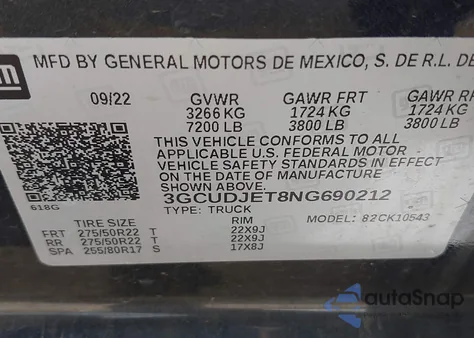 gm
MFD BY GENERAL MOTORS DE MEXICO, S. DE R.L. DE
09/22 GVWR GAWR FRT GAWR RR
3266 KG 1724 KG 1724 KG
7200 LB 3800 LB 3800 LB
THIS VEHICLE CONFORMS TO ALL
APPLICABLE U.S. FEDERAL MOTOR
VEHICLE SAFETY STANDARDS IN EFFECT
ON THE DATE OF MANUFACTURE
SHOWN ABOVE.
3GCUDJET8NG690212
618G
TYPE: TRUCK MODEL: 82CK10543
TIRE SIZE RIM
FRT 275/50R22 T 22X9J
RR 275/50R22 T 22X9J
SPA 255/80R17 S 17X8J
autoSnap